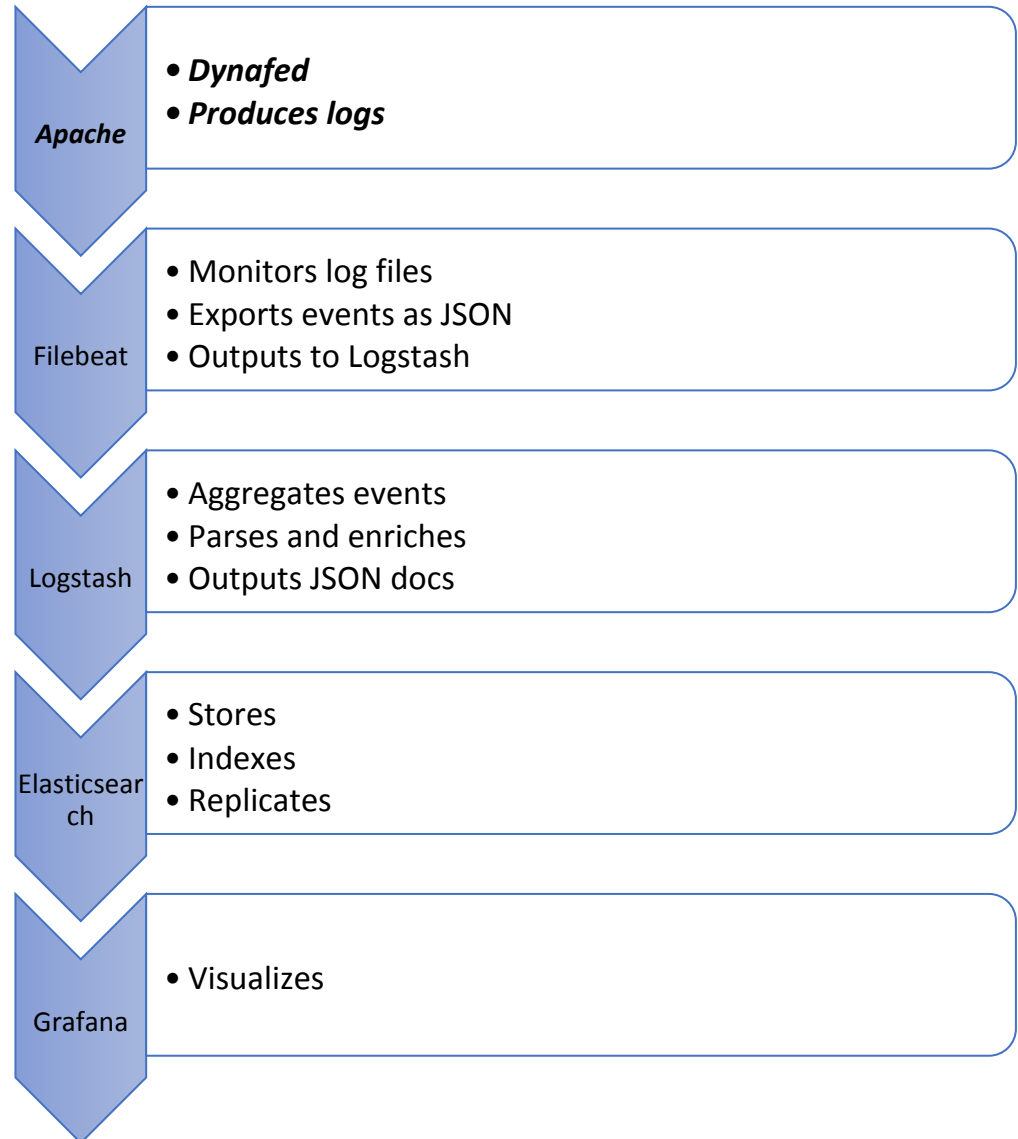 Apache
• Dynafed
• Produces logs
Filebeat
• Monitors log files
• Exports events as JSON
• Outputs to Logstash
Logstash
• Aggregates events
• Parses and enriches
• Outputs JSON docs
Elasticsear
ch
• Stores
• Indexes
• Replicates
Grafana
• Visualizes